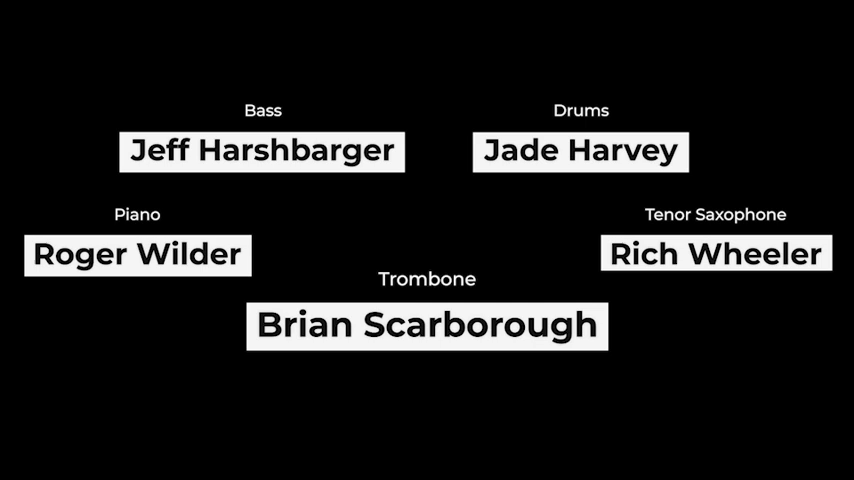 Bass
Jeff Harshbarger
Drums
Jade Harvey
Piano
Roger Wilder
Tenor Saxophone
Rich Wheeler
Trombone
Brian Scarborough